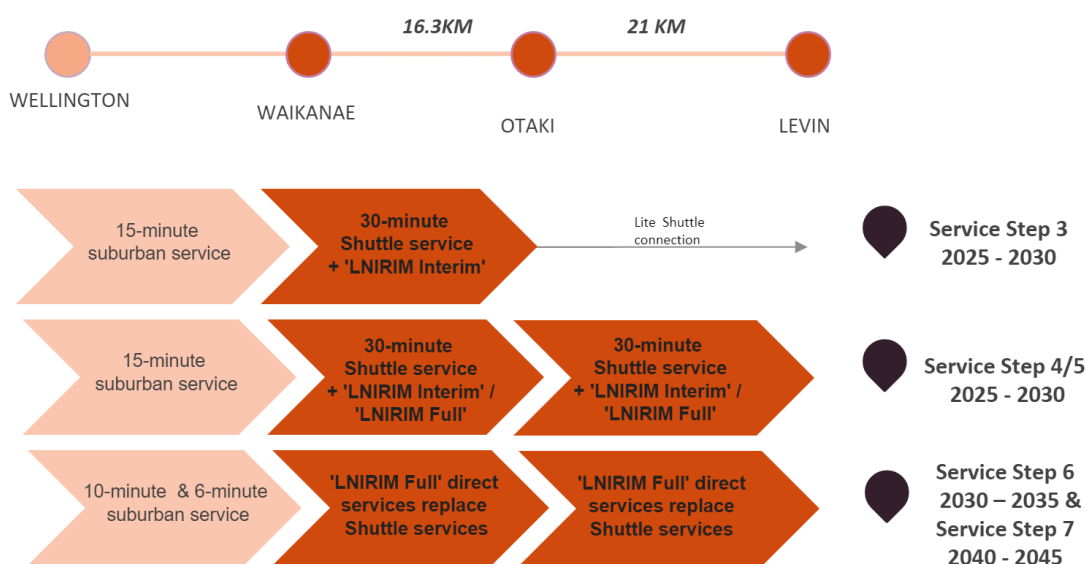 16.3KM
21 KM
WELLINGTON
WAIKANAE
OTAKI
LEVIN
15-minute
suburban service
30-minute
Shuttle service
+ 'LNIRIM Interim'
Lite Shuttle
connection
Service Step 3
2025 - 2030
15-minute
suburban service
30-minute
Shuttle service
+ 'LNIRIM Interim' /
'LNIRIM Full'
30-minute
Shuttle service
+ 'LNIRIM Interim' /
'LNIRIM Full'
Service Step 4/5
2025 - 2030
10-minute & 6-minute
suburban service
'LNIRIM Full' direct
services replace
Shuttle services
'LNIRIM Full' direct
services replace
Shuttle services
Service Step 6
2030 – 2035 &
Service Step 7
2040 - 2045